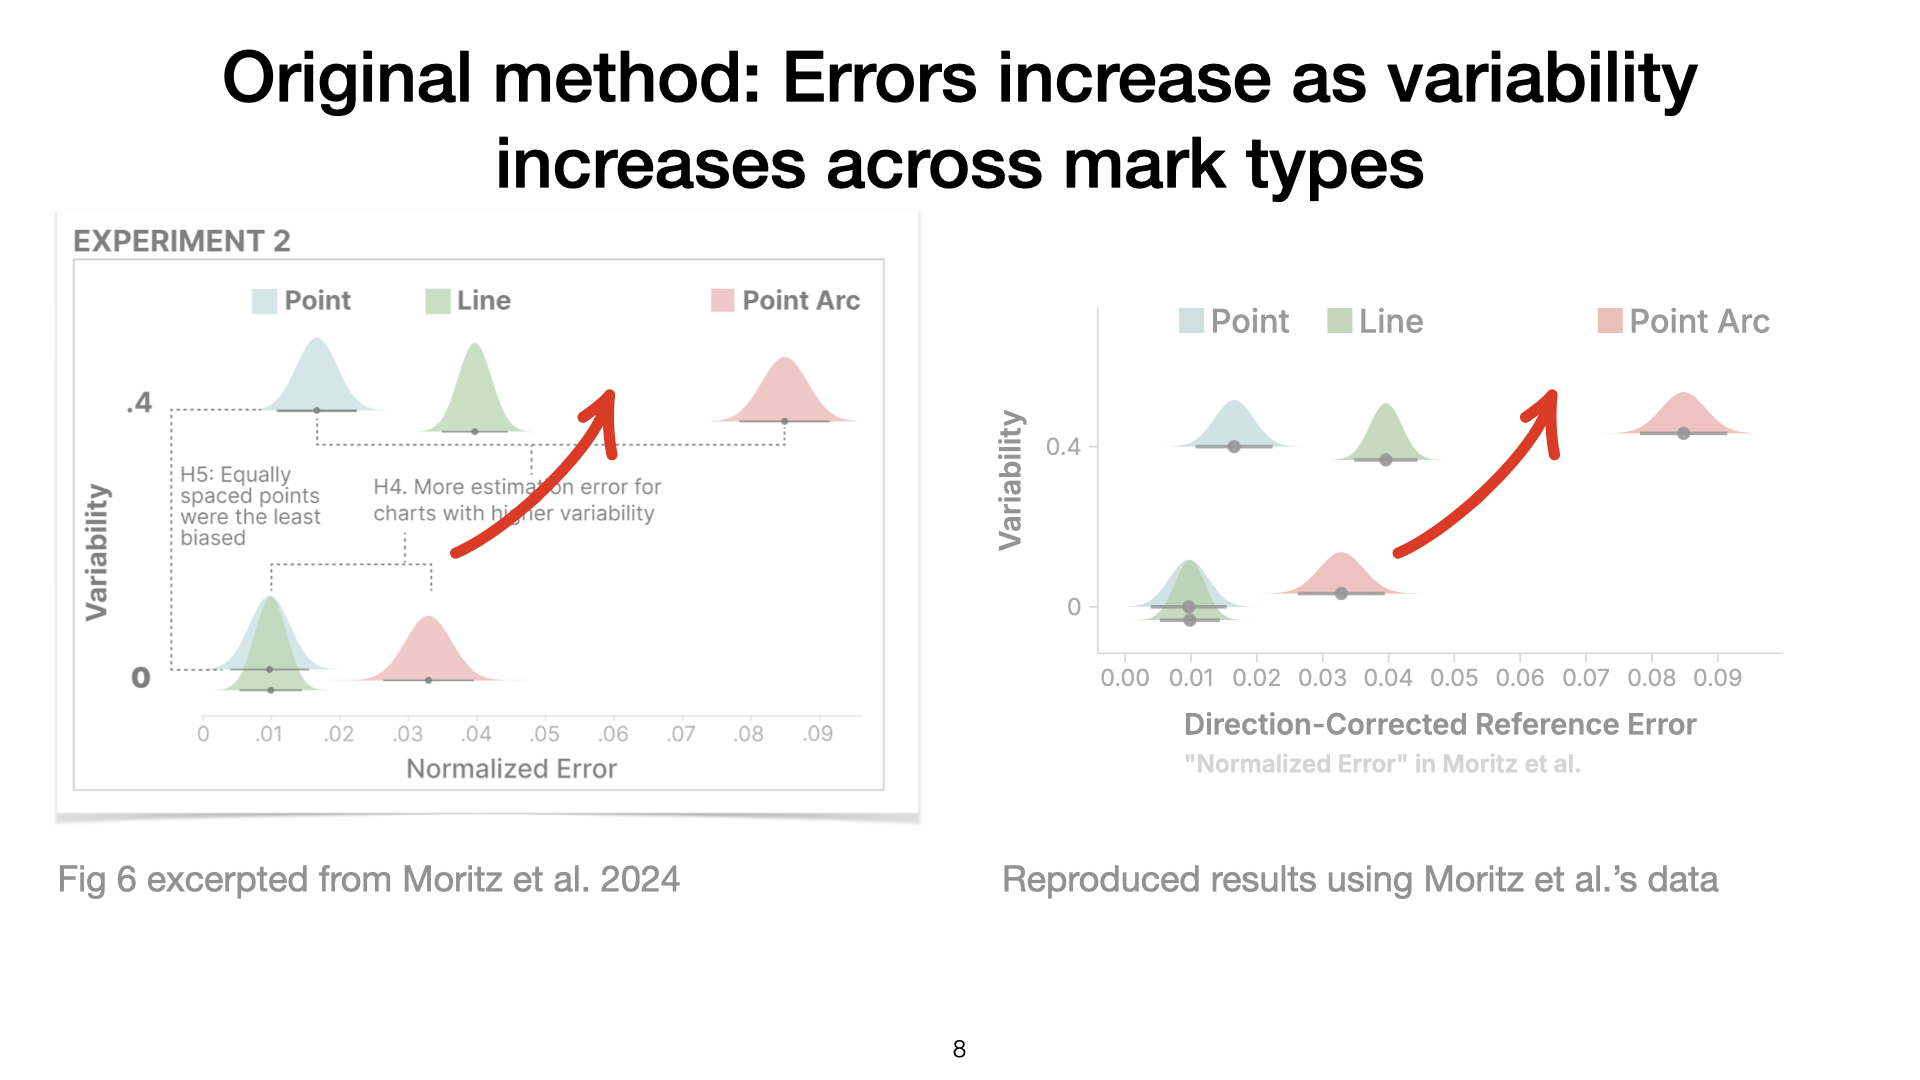 Original method: Errors increase as variability
increases across mark types
EXPERIMENT 2
Point
Line
Point Arc
.4
H5: Equally
spaced points
were the least
biased
H4. More estimation error for
charts with higher variability
Variability
0
0 .01 .02 .03 .04 .05 .06 .07 .08 .09
Normalized Error
Fig 6 excerpted from Moritz et al. 2024
Point
Line
Point Arc
Variability
0.4
0
0.00 0.01 0.02 0.03 0.04 0.05 0.06 0.07 0.08 0.09
Direction-Corrected Reference Error
"Normalized Error" in Moritz et al.
Reproduced results using Moritz et al.’s data
8